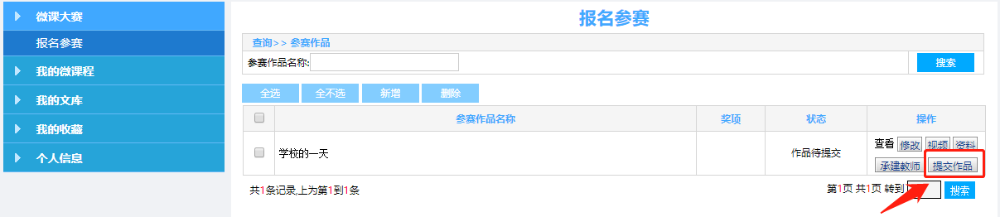 微课大赛
报名参赛
我的微课程
我的文库
我的收藏
个人信息
报名参赛
查询>> 参赛作品
参赛作品名称: 搜索
全选 全不选 新增 删除
参赛作品名称 奖项 状态 操作
学校的一天 作品待提交 查看 修改 视频 资料
承建教师 提交作品
共1条记录,上为第1到1条 第1页 共1页 转到 搜索